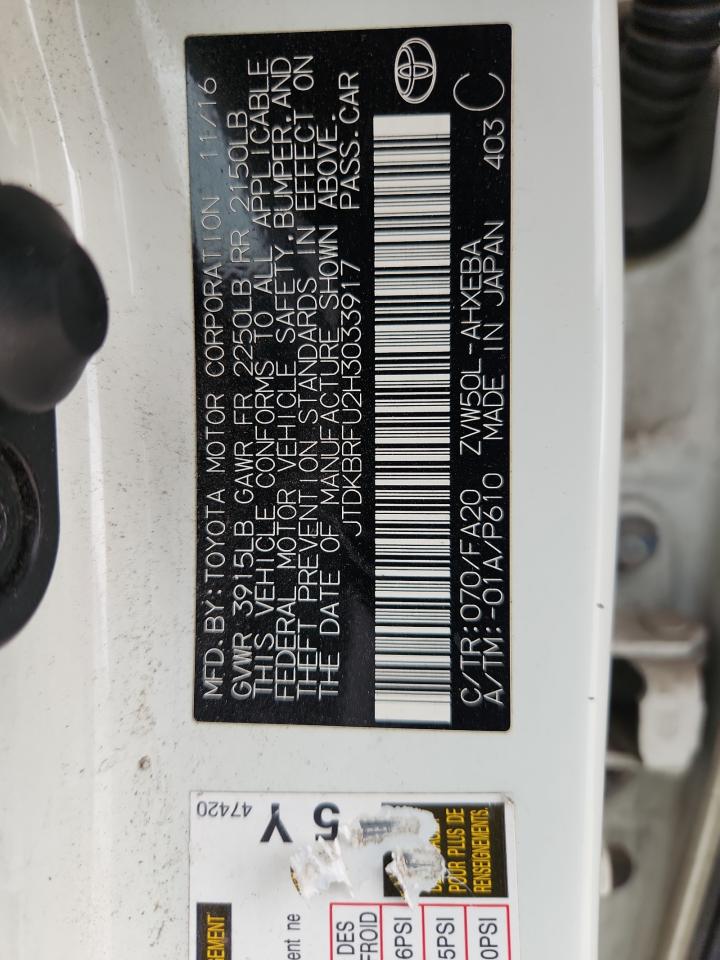 MFD.BY:TOYOTA MOTOR CORPORATION 11/16
GVWR 3915LB GAWR FR 2250LB RR 2150LB
THIS VEHICLE CONFORMS TO ALL APPLICABLE
FEDERAL MOTOR VEHICLE SAFETY,BUMPER,AND
THEFT PREVENTION STANDARDS IN EFFECT ON
THE DATE OF MANUFACTURE SHOWN ABOVE.
JTDKBRFU2H3033917 PASS.CAR
C/TR:070/FA20 ZVW50L-AHXEBA
A/TM:-01A/P610 MADE IN JAPAN 403 C
47420
5 Y
POUR PLUS DE
RENSEIGNEMENTS.
GEMENT
ent ne
DES
FROID
6PSI
5PSI
0PSI